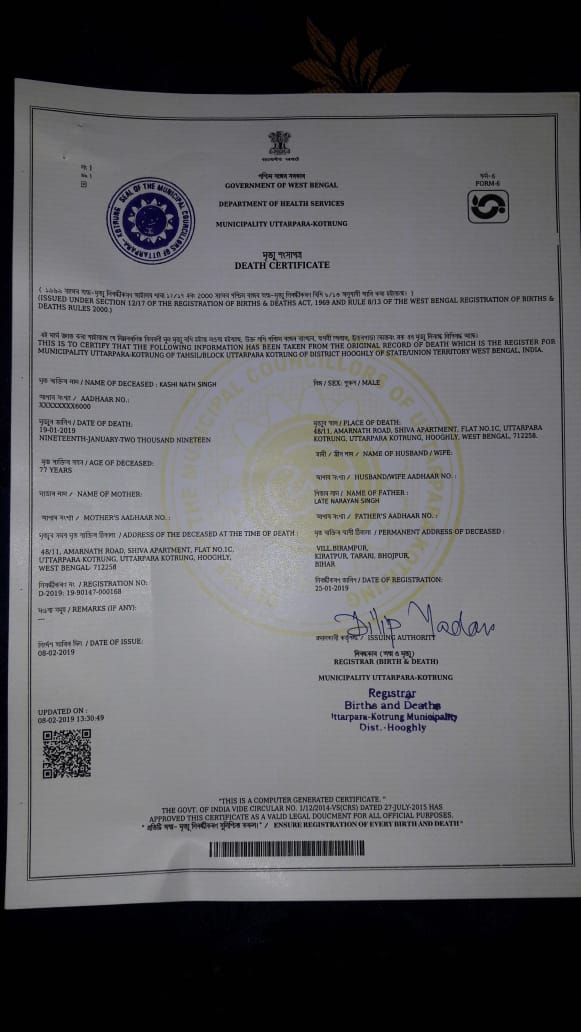 सत्यमेव जयते
পশ্চিম বঙ্গ সরকার
GOVERNMENT OF WEST BENGAL
ফর্ম-৬
FORM-6
DEPARTMENT OF HEALTH SERVICES
MUNICIPALITY UTTARPARA-KOTRUNG
SEAL OF THE MUNICIPAL COUNCILLORS OF UTTARPARA-KOTRUNG
DEATH CERTIFICATE
(ISSUED UNDER SECTION 12/17 OF THE REGISTRATION OF BIRTHS & DEATHS ACT, 1969 AND RULE 8/13 OF THE WEST BENGAL REGISTRATION OF BIRTHS &
DEATHS RULES 2000.)
THIS IS TO CERTIFY THAT THE FOLLOWING INFORMATION HAS BEEN TAKEN FROM THE ORIGINAL RECORD OF DEATH WHICH IS THE REGISTER FOR
MUNICIPALITY UTTARPARA-KOTRUNG OF TAHSIL/BLOCK UTTARPARA KOTRUNG OF DISTRICT HOOGHLY OF STATE/UNION TERRITORY WEST BENGAL, INDIA.
মৃত ব্যক্তির নাম / NAME OF DECEASED : KASHI NATH SINGH
লিঙ্গ / SEX: পুরুষ / MALE
আধার সংখ্যা / AADHAAR NO.:
XXXXXXXX6000
মৃত্যুর তারিখ / DATE OF DEATH:
19-01-2019
NINETEENTH-JANUARY-TWO THOUSAND NINETEEN
মৃত্যুর স্থান / PLACE OF DEATH:
48/11, AMARNATH ROAD, SHIVA APARTMENT, FLAT NO.1C, UTTARPARA
KOTRUNG, UTTARPARA KOTRUNG, HOOGHLY, WEST BENGAL, 712258.
মৃত ব্যক্তির বয়স / AGE OF DECEASED:
77 YEARS
স্বামী / স্ত্রীর নাম / NAME OF HUSBAND / WIFE:
আধার সংখ্যা / HUSBAND/WIFE AADHAAR NO. :
মাতার নাম / NAME OF MOTHER:
পিতার নাম / NAME OF FATHER :
LATE NARAYAN SINGH
আধার সংখ্যা / MOTHER'S AADHAAR NO. :
আধার সংখ্যা / FATHER'S AADHAAR NO. :
মৃত্যুর সময় মৃত ব্যক্তির ঠিকানা / ADDRESS OF THE DECEASED AT THE TIME OF DEATH :
48/11, AMARNATH ROAD, SHIVA APARTMENT, FLAT NO.1C,
UTTARPARA KOTRUNG, UTTARPARA KOTRUNG, HOOGHLY,
WEST BENGAL- 712258
মৃত ব্যক্তির স্থায়ী ঠিকানা / PERMANENT ADDRESS OF DECEASED :
VILL.BIRAMPUR,
KIRATPUR, TARARI, BHOJPUR,
BIHAR
নিবন্ধীকরণ নং / REGISTRATION NO:
D-2019: 19-90147-000168
নিবন্ধীকরণ তারিখ / DATE OF REGISTRATION:
25-01-2019
মন্তব্য সমূহ / REMARKS (IF ANY):
---
DATE OF ISSUE:
08-02-2019
Dilip Yadav
ISSUING AUTHORITY
নিবন্ধকার (জন্ম ও মৃত্যু)
REGISTRAR (BIRTH & DEATH)
MUNICIPALITY UTTARPARA-KOTRUNG
Registrar
Births and Deaths
Uttarpara-Kotrung Municipality
Dist.-Hooghly
UPDATED ON :
08-02-2019 13:30:49
"THIS IS A COMPUTER GENERATED CERTIFICATE. "
THE GOVT. OF INDIA VIDE CIRCULAR NO. 1/12/2014-VS(CRS) DATED 27-JULY-2015 HAS
APPROVED THIS CERTIFICATE AS A VALID LEGAL DOUCMENT FOR ALL OFFICIAL PURPOSES.
" প্রতিটি জন্ম- মৃত্যু নিবন্ধীকরণ সুনিশ্চিত করুন।" / ENSURE REGISTRATION OF EVERY BIRTH AND DEATH "